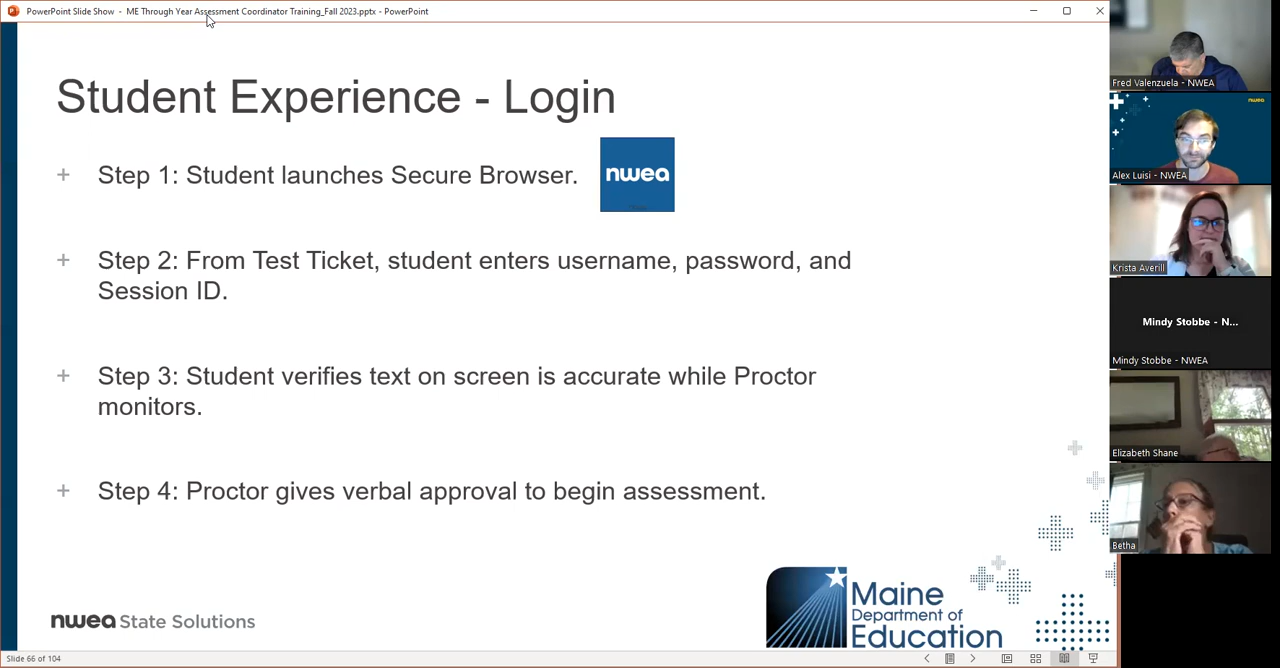 PowerPoint Slide Show - ME Through Year Assessment Coordinator Training_Fall 2023.pptx - PowerPoint
Student Experience - Login
+ Step 1: Student launches Secure Browser.
nwea
+ Step 2: From Test Ticket, student enters username, password, and
Session ID.
+ Step 3: Student verifies text on screen is accurate while Proctor
monitors.
+ Step 4: Proctor gives verbal approval to begin assessment.
nwea State Solutions
Maine
Department of
Education
Slide 66 of 104
Fred Valenzuela - NWEA
nwea
Alex Luisi - NWEA
Krista Averill
Mindy Stobbe - N...
Mindy Stobbe - NWEA
Elizabeth Shane
Betha